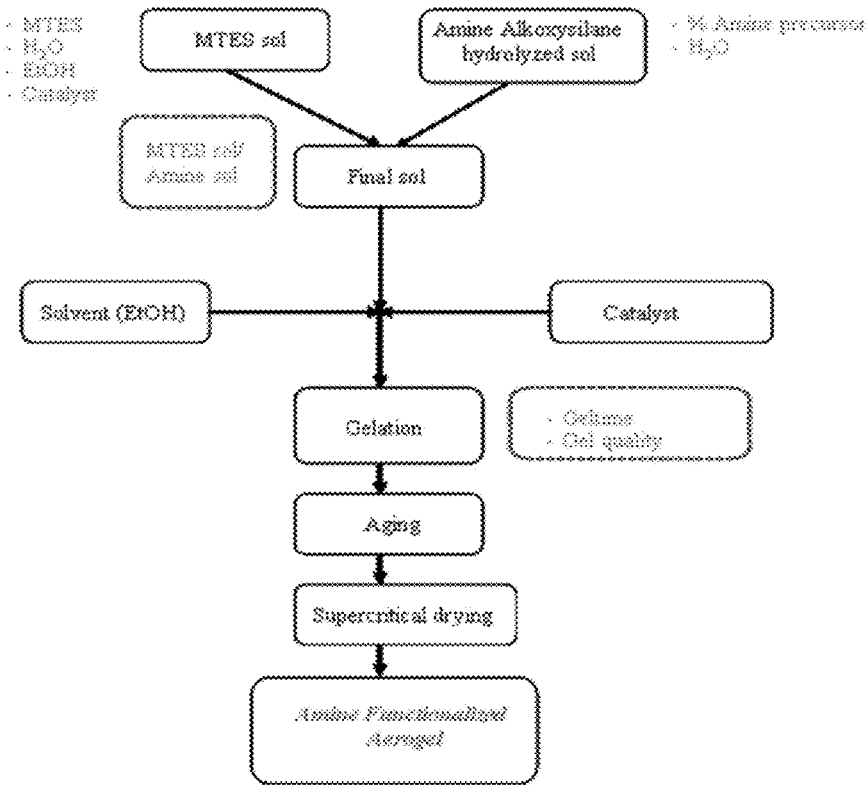 - MTES
- H₂O
- EtOH
- Catalyst
MTES sol
Amine Alkoxysilane
hydrolyzed sol
- % Amine precursor
- H₂O
MTES sol/
Amine sol
Final sol
Solvent (EtOH)
Catalyst
Gelation
- Geltime
- Gel quality
Aging
Supercritical drying
Amine Functionalized
Aerogel